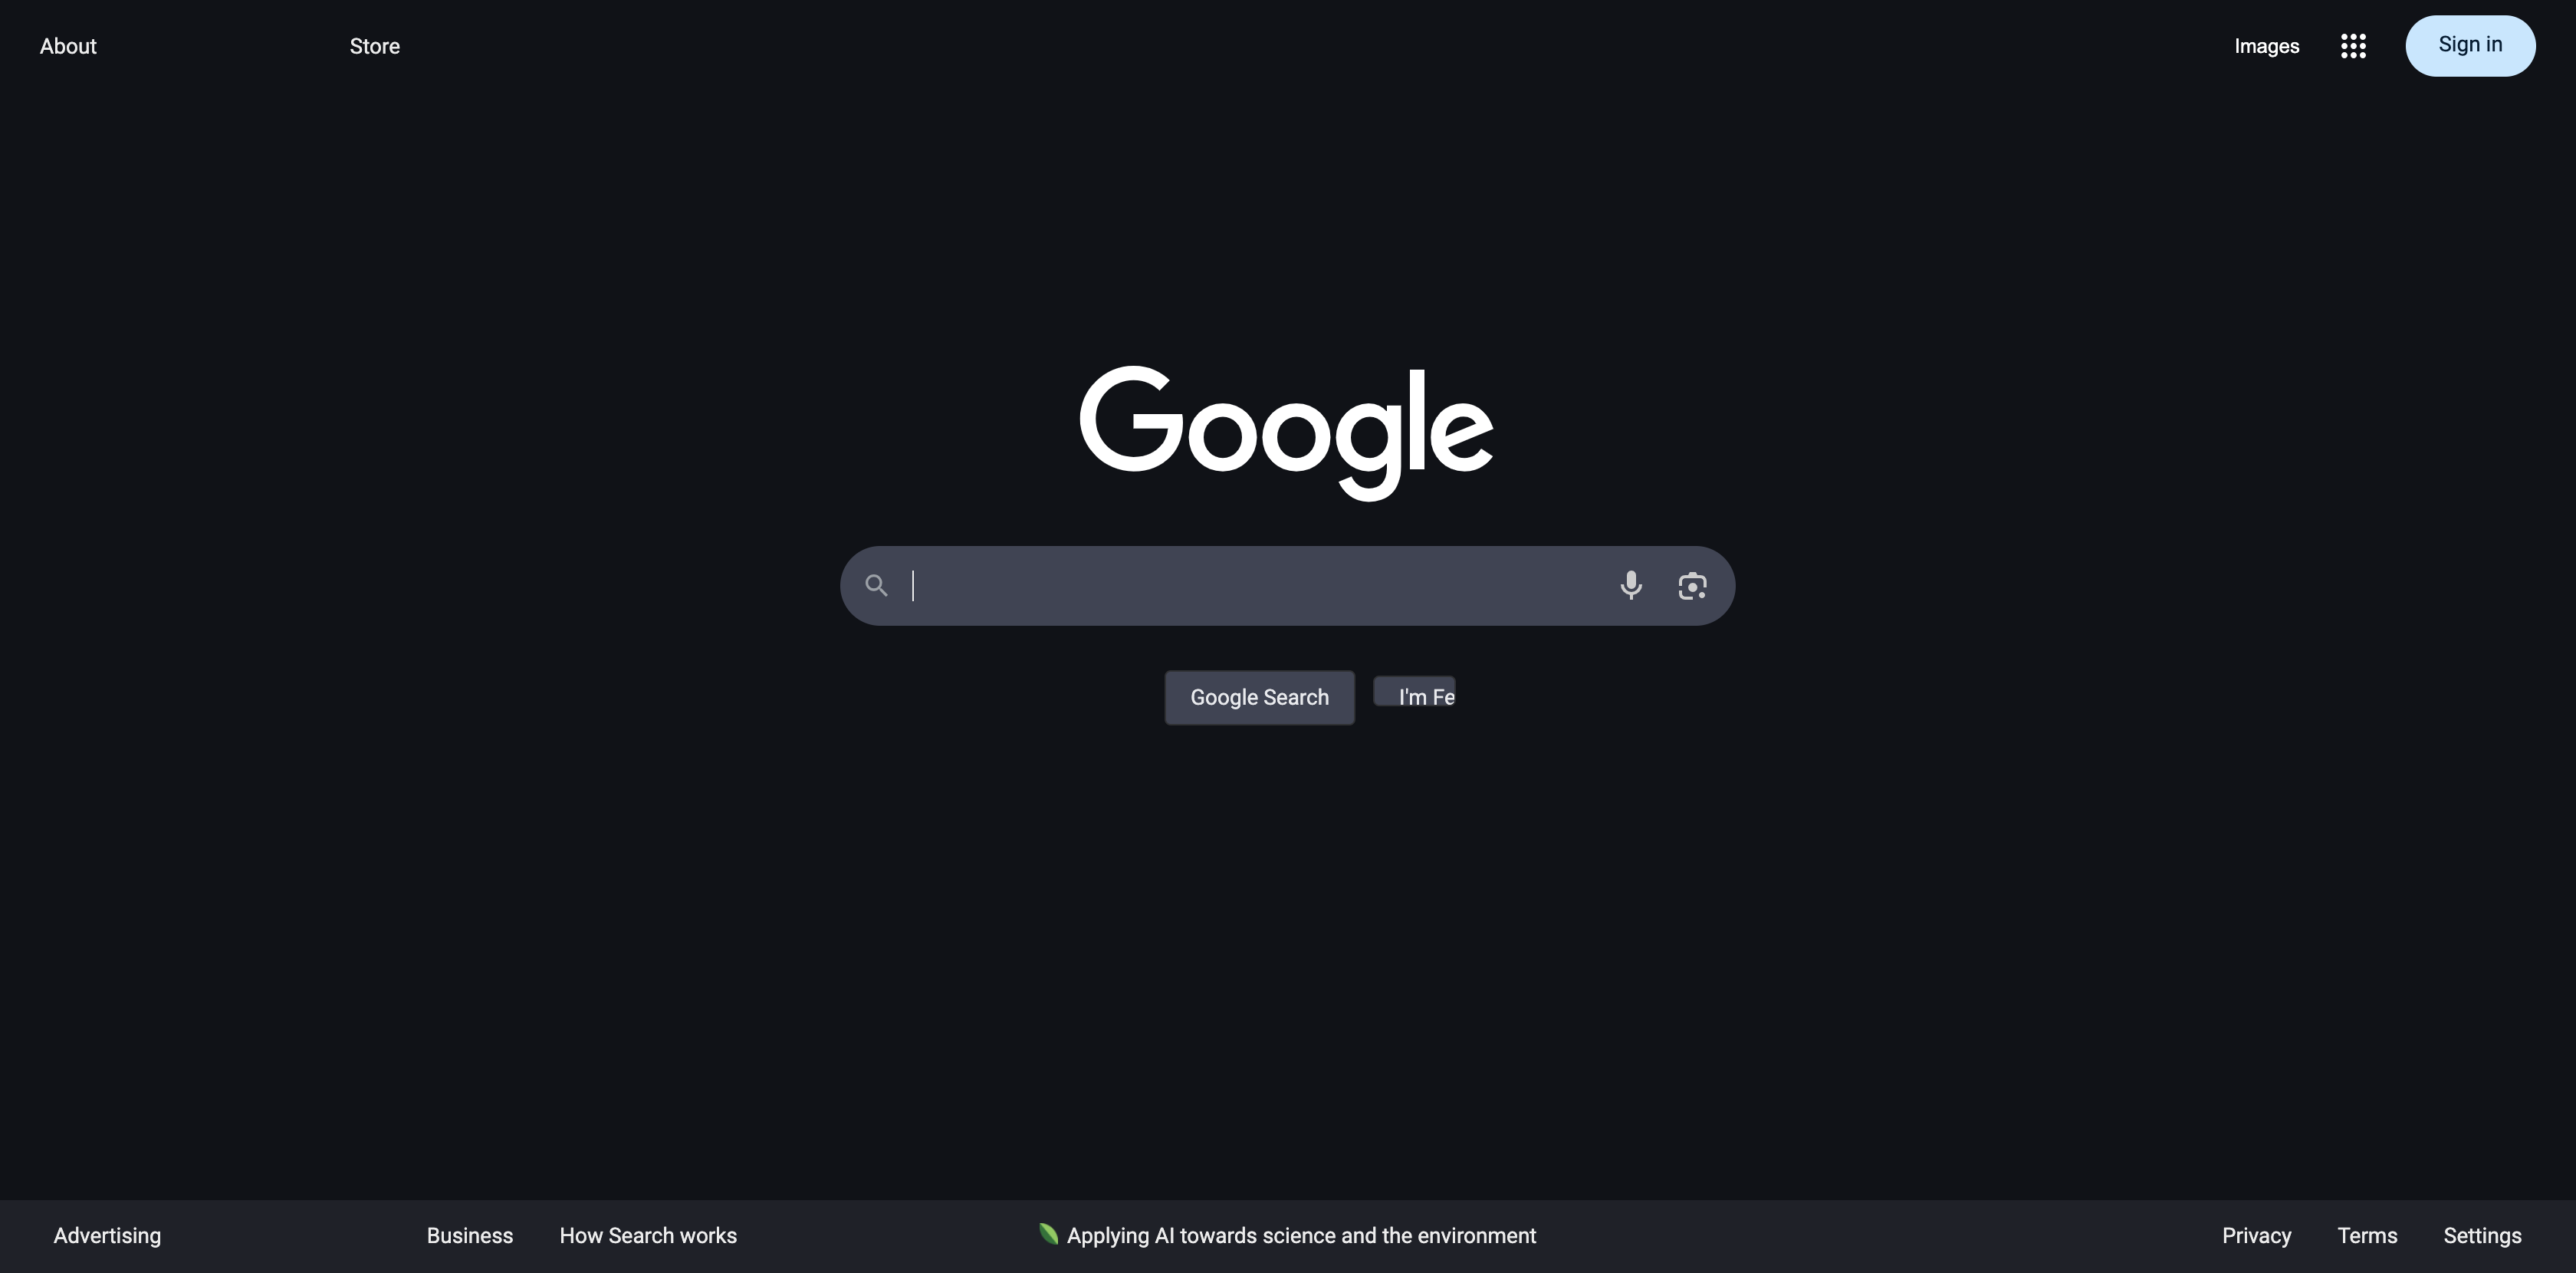 About Store Images Sign in
Google
Google Search I'm Fe
Advertising Business How Search works Applying AI towards science and the environment Privacy Terms Settings